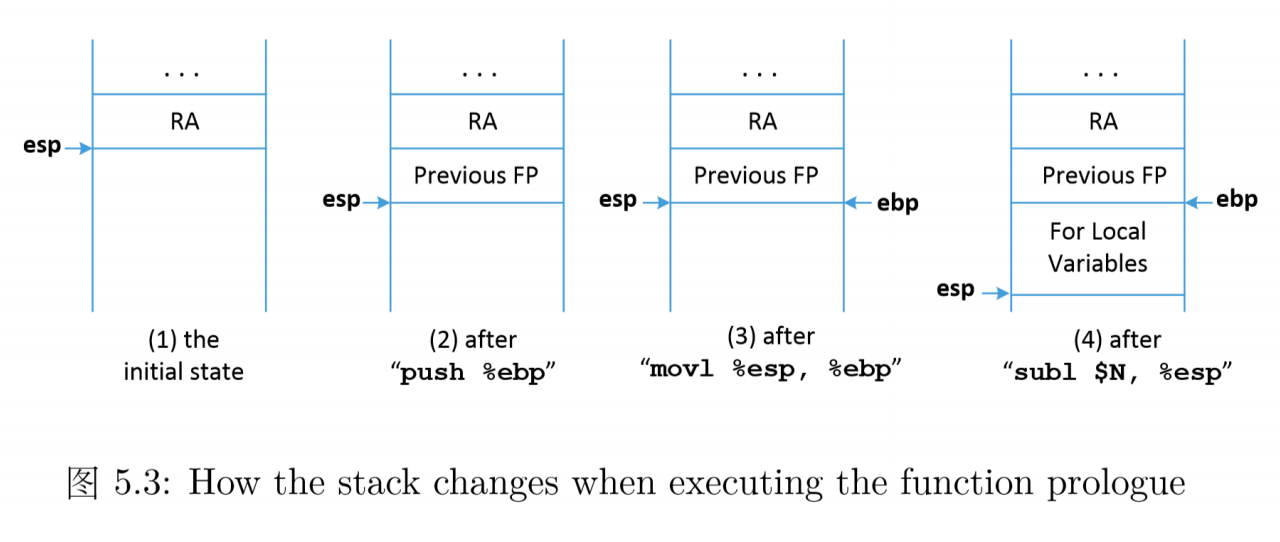 ...
RA
esp
(1) the
initial state
...
RA
Previous FP
esp
(2) after
“push %ebp”
...
RA
Previous FP
esp
ebp
(3) after
“movl %esp, %ebp”
...
RA
Previous FP
ebp
For Local
Variables
esp
(4) after
“subl $N, %esp”
图 5.3: How the stack changes when executing the function prologue